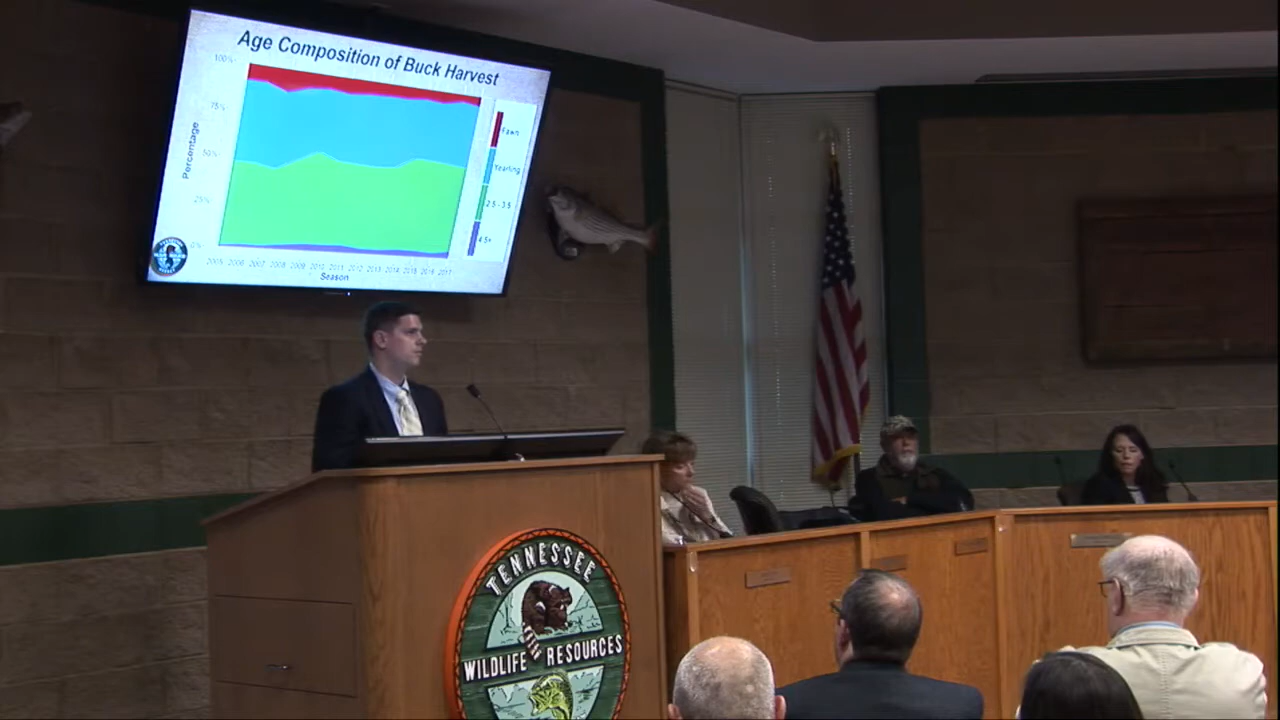 Age Composition of Buck Harvest
100%
75%
50%
25%
0%
Percentage
Fawn
Yearling
2.5 - 3.5
4.5+
2005 2006 2007 2008 2009 2010 2011 2012 2013 2014 2015 2016 2017
Season
TENNESSEE
WILDLIFE RESOURCES